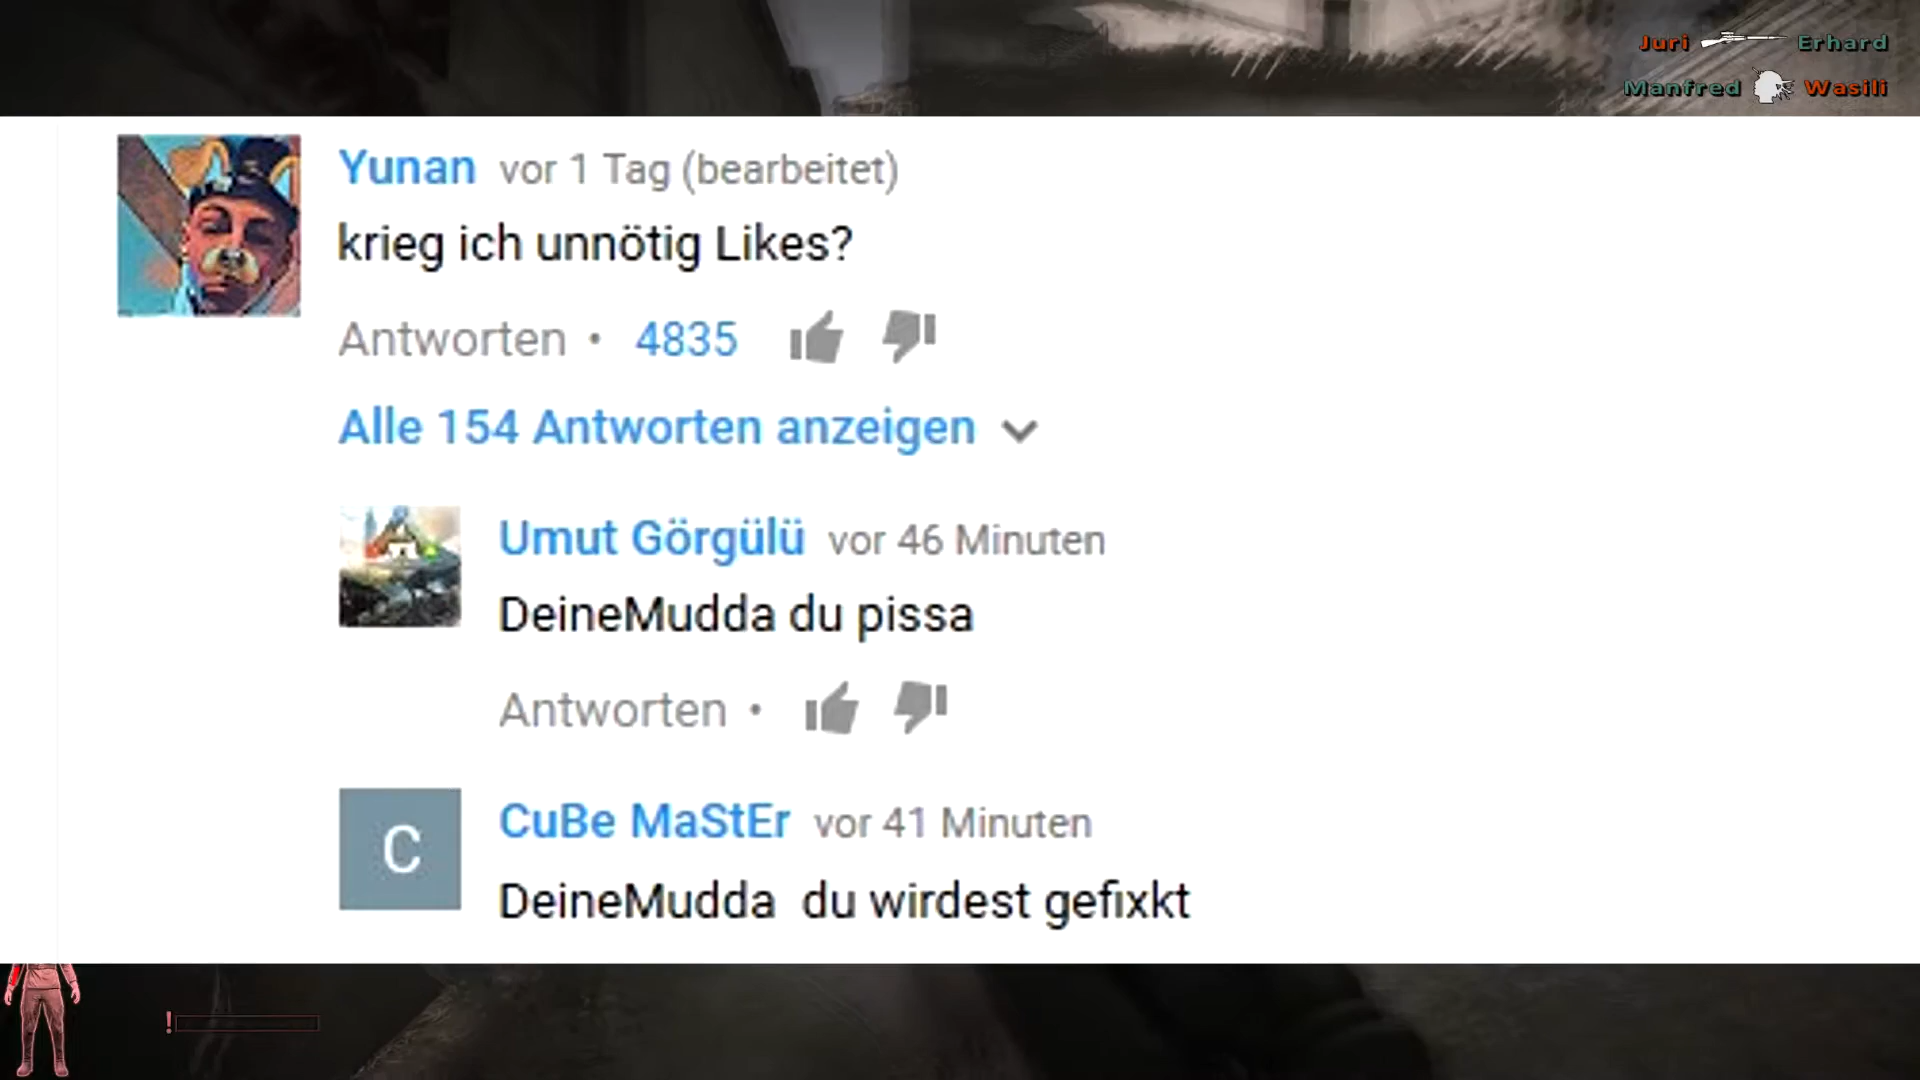 Juri Erhard
Manfred Wasili
Yunan vor 1 Tag (bearbeitet)
krieg ich unnötig Likes?
Antworten • 4835
Alle 154 Antworten anzeigen
Umut Görgülü vor 46 Minuten
DeineMudda du pissa
Antworten •
C
CuBe MaStEr vor 41 Minuten
DeineMudda du wirdest gefixkt
!